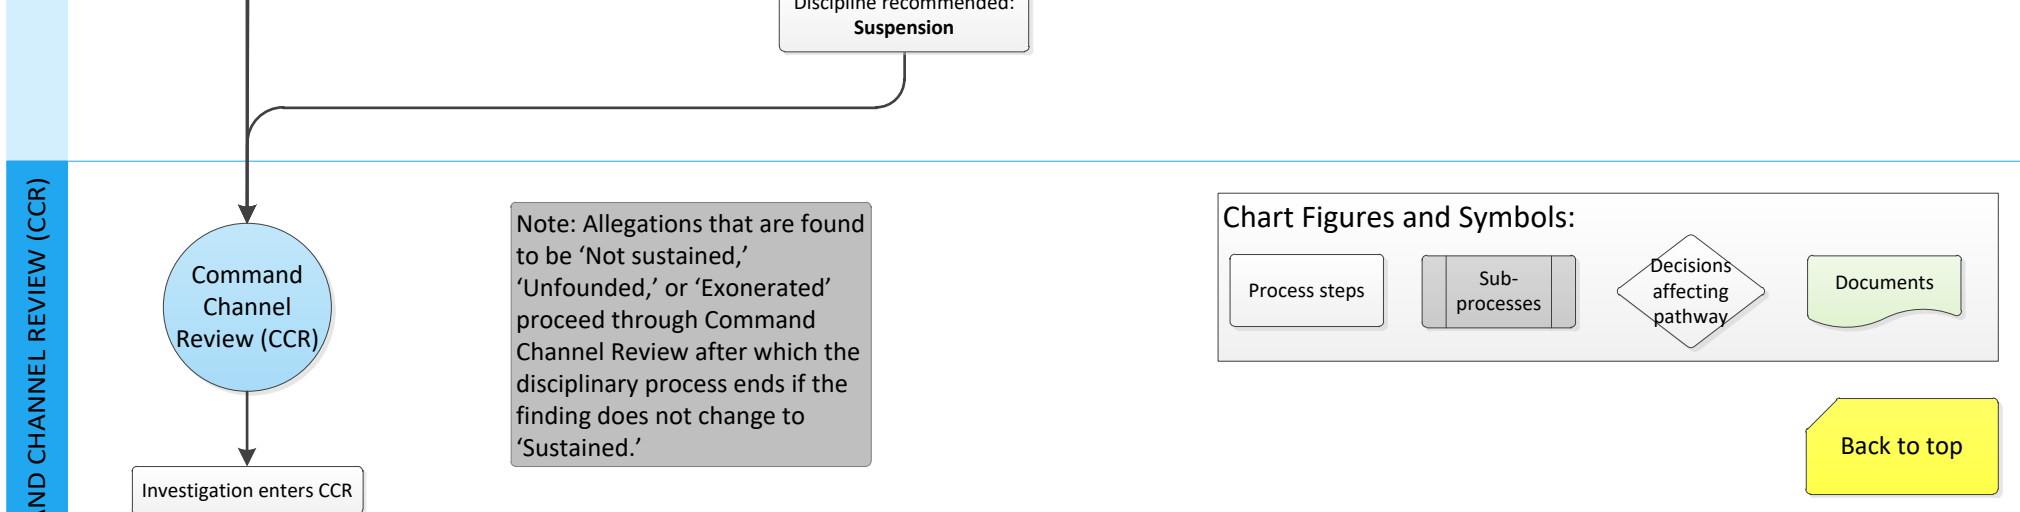 Discipline recommended:
Suspension
AND CHANNEL REVIEW (CCR)
Command
Channel
Review (CCR)
Investigation enters CCR
Note: Allegations that are found
to be ‘Not sustained,’
‘Unfounded,’ or ‘Exonerated’
proceed through Command
Channel Review after which the
disciplinary process ends if the
finding does not change to
‘Sustained.’
Chart Figures and Symbols:
Process steps
Sub-
processes
Decisions
affecting
pathway
Documents
Back to top